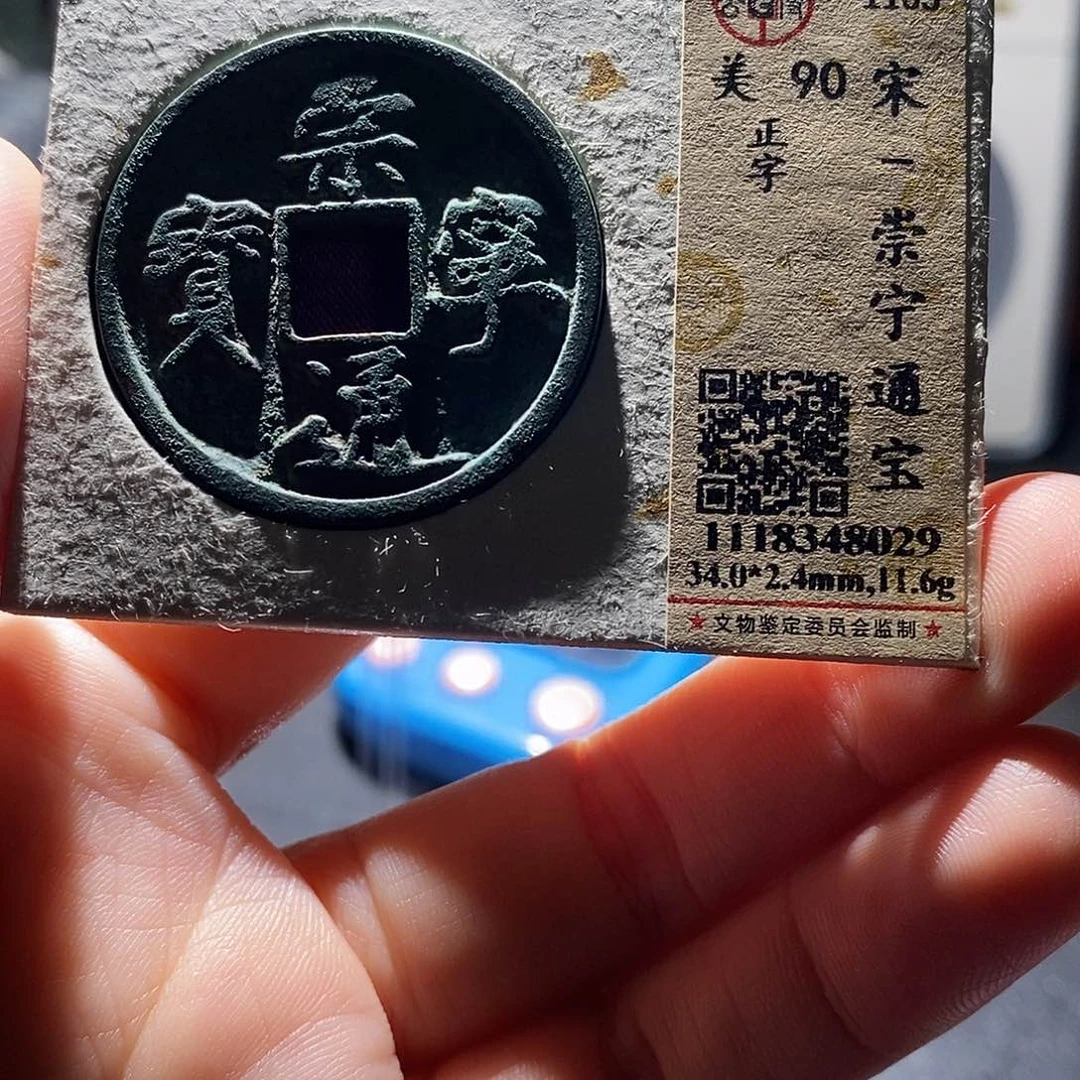 崇寧通寶
宋一崇宁通宝
美 90
正字
1118348029
34.0*2.4mm,11.6g
★文物鉴定委员会监制★